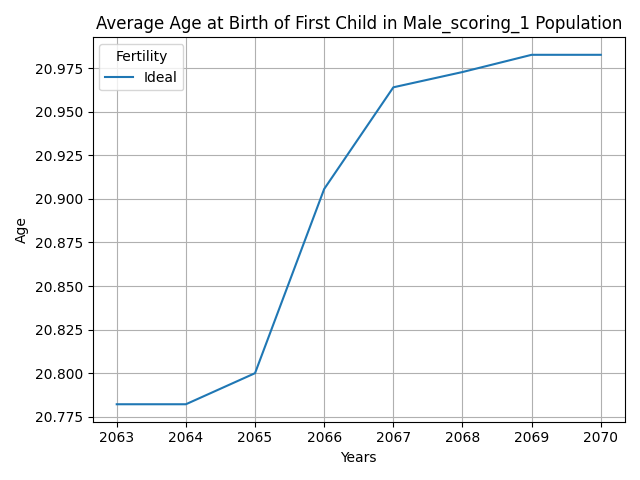 Average Age at Birth of First Child in Male_scoring_1 Population
Fertility
Ideal
20.975
20.950
20.925
20.900
20.875
20.850
20.825
20.800
20.775
Age
2063 2064 2065 2066 2067 2068 2069 2070
Years